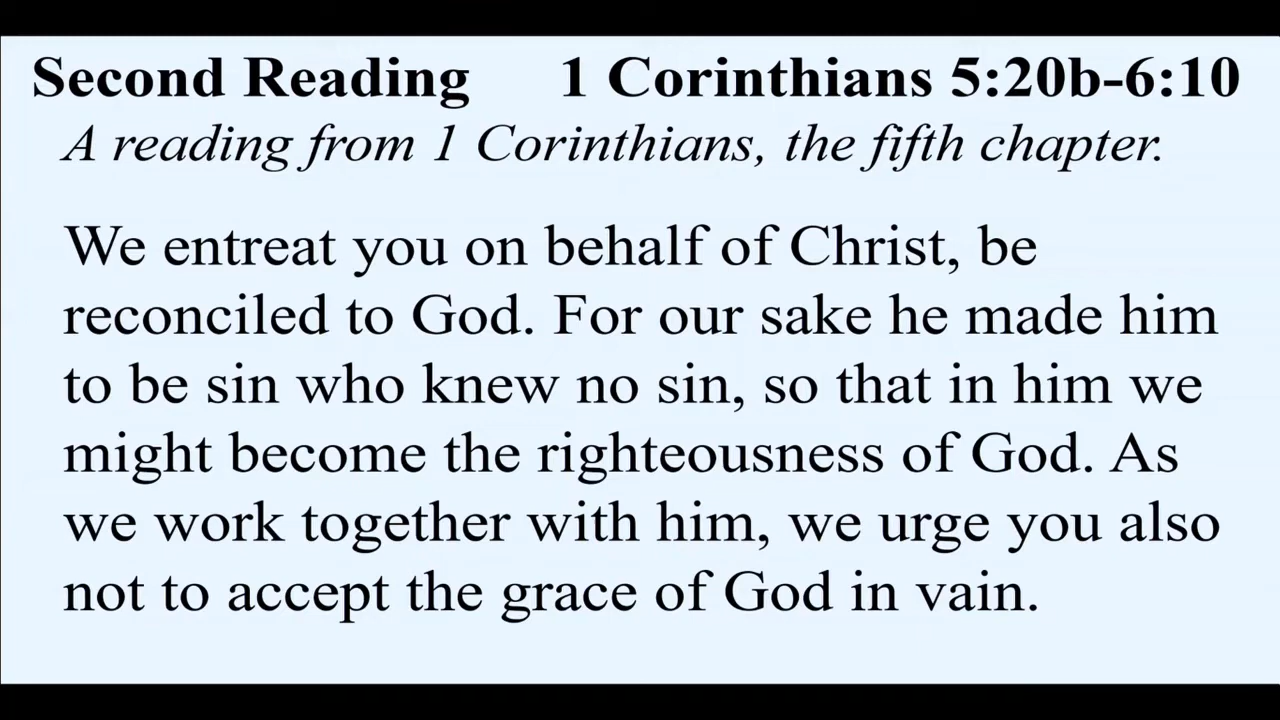 Second Reading 1 Corinthians 5:20b-6:10
A reading from 1 Corinthians, the fifth chapter.
We entreat you on behalf of Christ, be
reconciled to God. For our sake he made him
to be sin who knew no sin, so that in him we
might become the righteousness of God. As
we work together with him, we urge you also
not to accept the grace of God in vain.